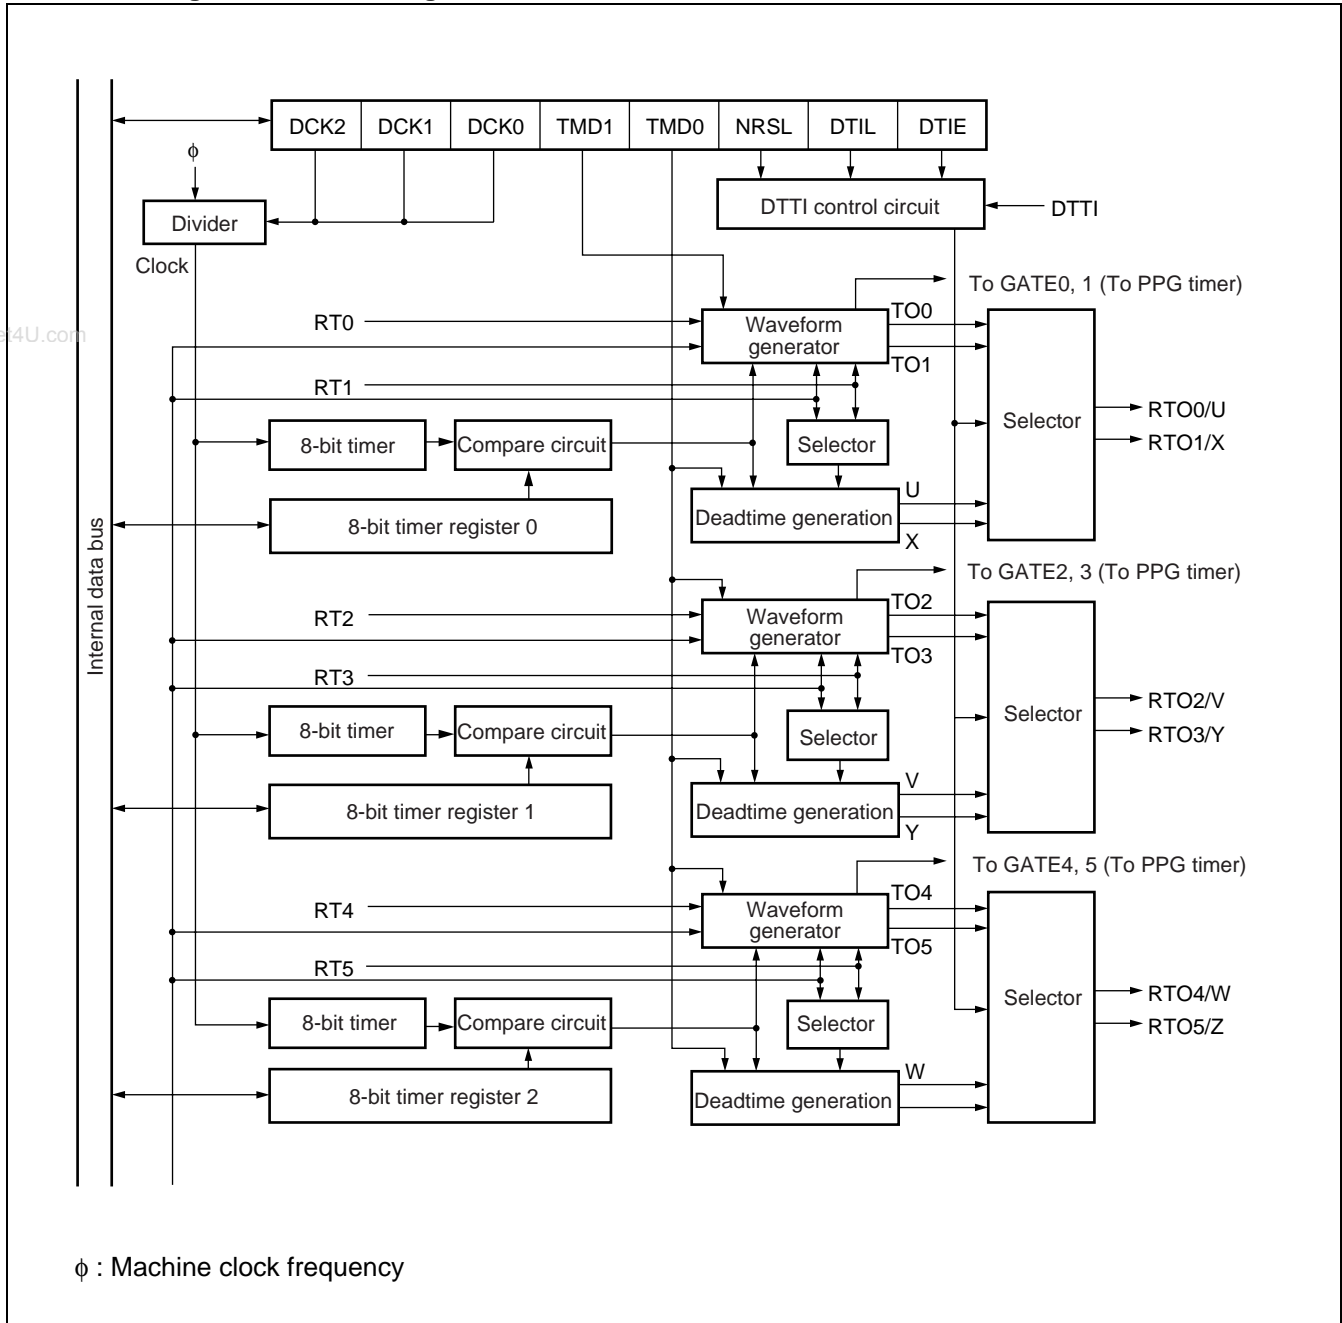 DCK2 DCK1 DCK0 TMD1 TMD0 NRSL DTIL DTIE
φ
Divider
DTTI control circuit
DTTI
Clock
To GATE0, 1 (To PPG timer)
et4U.com
RT0
Waveform
generator
TO0
TO1
RT1
Selector
RTO0/U
RTO1/X
8-bit timer
Compare circuit
Selector
8-bit timer register 0
Deadtime generation
U
X
Internal data bus
To GATE2, 3 (To PPG timer)
RT2
Waveform
generator
TO2
TO3
RT3
Selector
RTO2/V
RTO3/Y
8-bit timer
Compare circuit
Selector
8-bit timer register 1
Deadtime generation
V
Y
To GATE4, 5 (To PPG timer)
RT4
Waveform
generator
TO4
TO5
RT5
Selector
RTO4/W
RTO5/Z
8-bit timer
Compare circuit
Selector
8-bit timer register 2
Deadtime generation
W
φ : Machine clock frequency